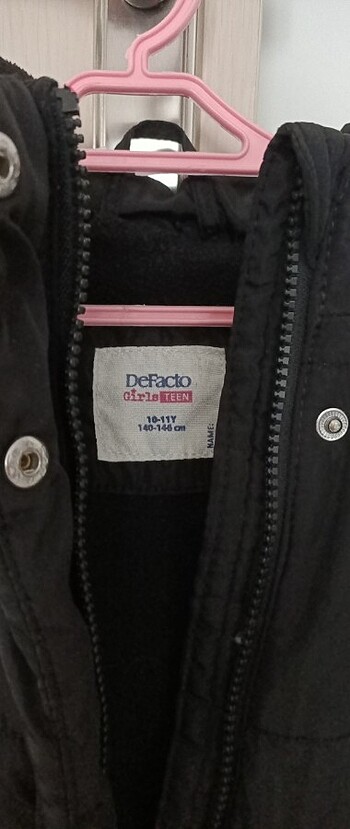 DeFacto
Girls TEEN
10-11Y
140-146 cm
NAME: